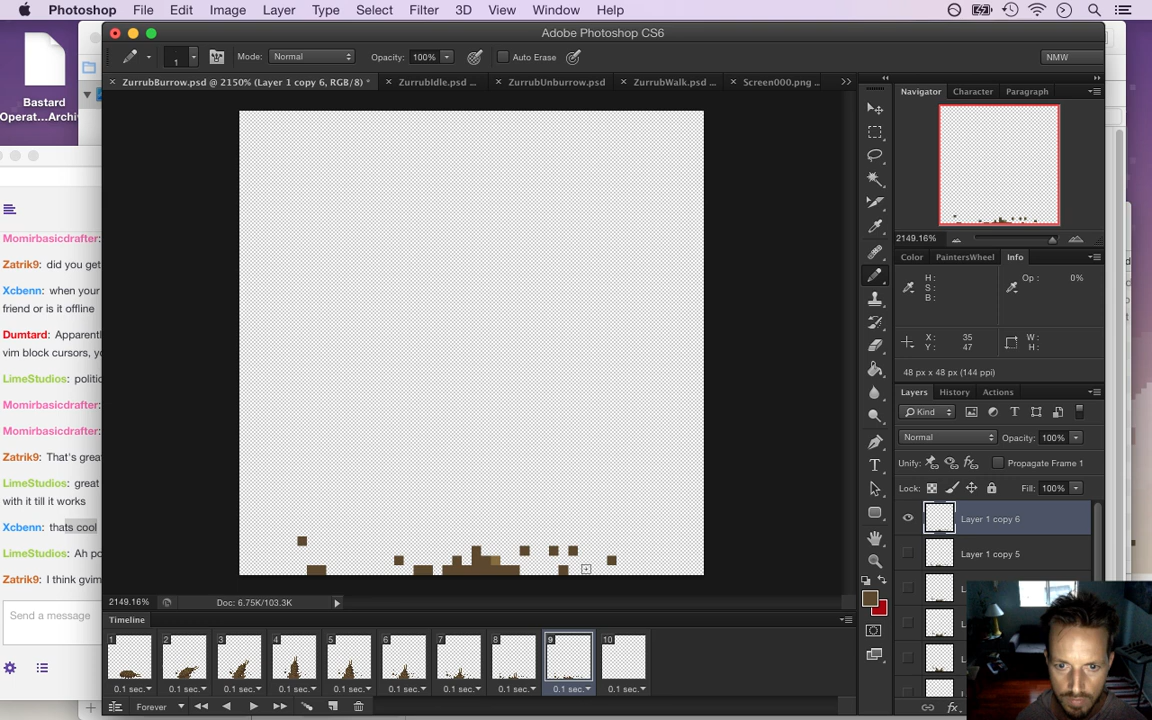 Photoshop File Edit Image Layer Type Select Filter 3D View Window Help
Adobe Photoshop CS6
1 Mode: Normal Opacity: 100% Auto Erase NMW
ZurrubBurrow.psd @ 2150% (Layer 1 copy 6, RGB/8) * ZurrubIdle.psd ... ZurrubUnburrow.psd ZurrubWalk.psd ... Screen000.png ...
Bastard
Operat...Archi
Momirbasicdrafter:
Zatrik9: did you get
Xcbenn: when your
friend or is it offline
Dumtard: Apparent
vim block cursors, y
LimeStudios: politic
Momirbasicdrafter:
Momirbasicdrafter:
Zatrik9: That's grea
LimeStudios: great
with it till it works
Xcbenn: thats cool
LimeStudios: Ah po
Zatrik9: I think gvim
Send a message
Navigator Character Paragraph
2149.16%
Color PaintersWheel Info
H: Op: 0%
S:
B:
X: 35 W:
Y: 47 H:
48 px x 48 px (144 ppi)
Layers History Actions
Kind
Normal Opacity: 100%
Unify: Propagate Frame 1
Lock: Fill: 100%
Layer 1 copy 6
Layer 1 copy 5
2149.16% Doc: 6.75K/103.3K
Timeline
1 2 3 4 5 6 7 8 9 10
0.1 sec. 0.1 sec. 0.1 sec. 0.1 sec. 0.1 sec. 0.1 sec. 0.1 sec. 0.1 sec. 0.1 sec. 0.1 sec.
Forever